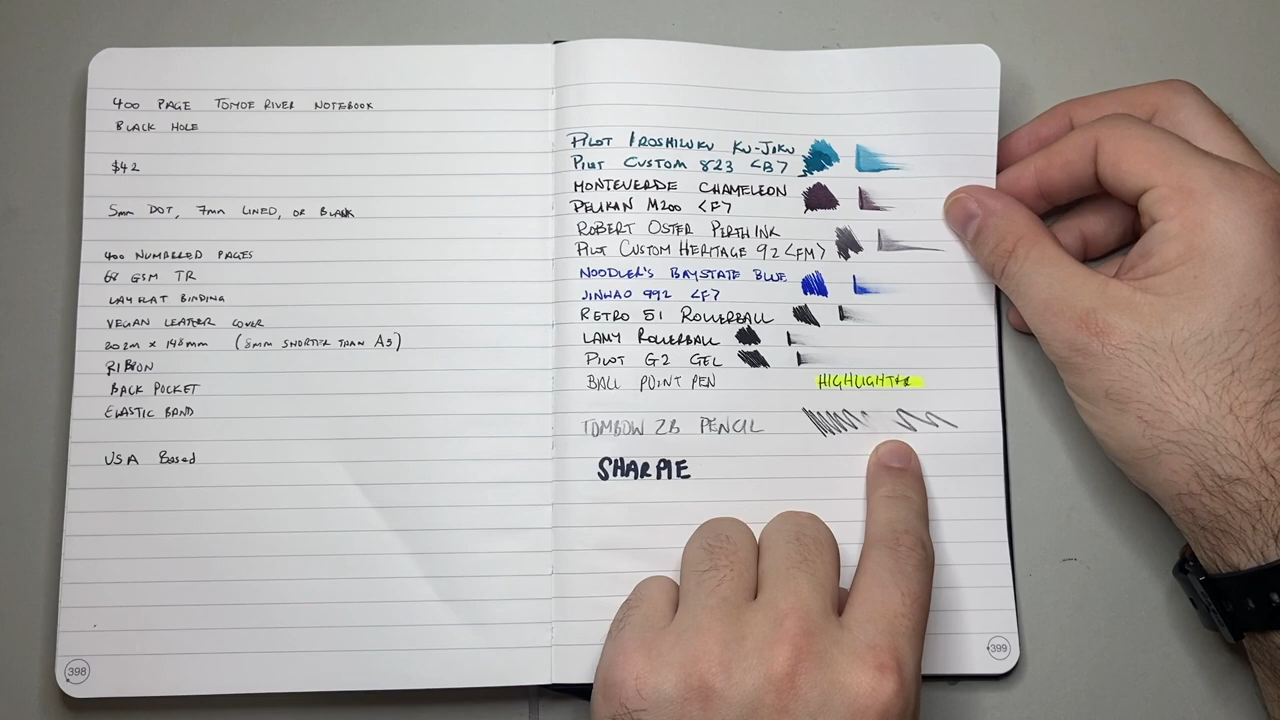 400 PAGE TOMOE RIVER NOTEBOOK
BLACK HOLE
$42
5mm DOT, 7mm LINED, OR BLANK
400 NUMBERED PAGES
68 GSM TR
LAY FLAT BINDING
VEGAN LEATHER COVER
202m x 148mm (8mm SHORTER THAN A5)
RIBBON
BACK POCKET
ELASTIC BAND
USA Based
398
PILOT IROSHIZUKU KU-JAKU
PILOT CUSTOM 823 <B>
MONTEVERDE CHAMELEON
PELIKAN M200 <F>
ROBERT OSTER PERTH INK
PILOT CUSTOM HERITAGE 92 <FM>
NOODLER'S BAYSTATE BLUE
JINHAO 992 <F>
RETRO 51 ROLLERBALL
LAMY ROLLERBALL
PILOT G2 GEL
BALL POINT PEN HIGHLIGHTER
TOMBOW 2B PENCIL
SHARPIE
399